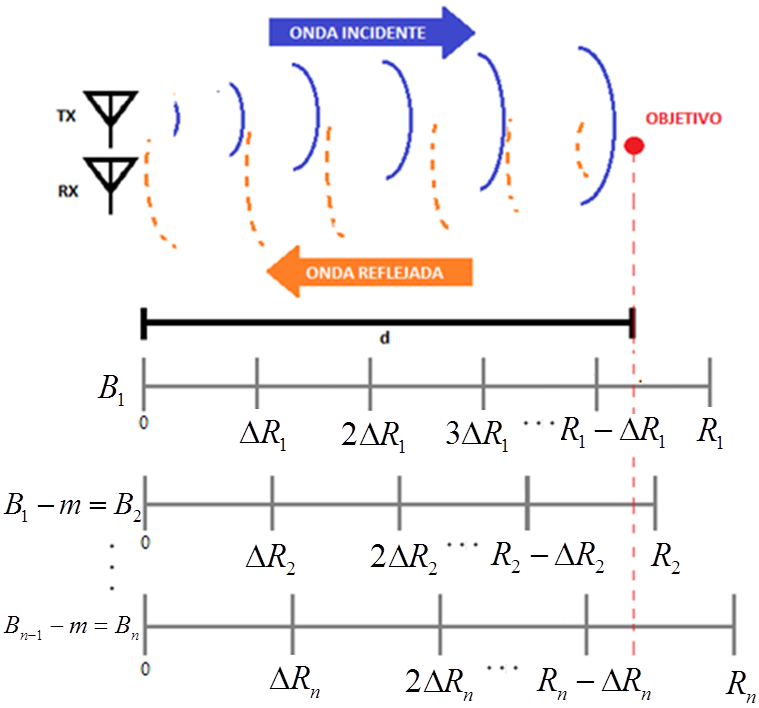 ONDA INCIDENTE
TX
OBJETIVO
RX
ONDA REFLEJADA
d
B₁
0 ΔR₁ 2ΔR₁ 3ΔR₁ ··· R₁ − ΔR₁ R₁
B₁ − m = B₂
0 ΔR₂ 2ΔR₂ ··· R₂ − ΔR₂ R₂
⋮
Bₙ₋₁ − m = Bₙ
0 ΔRₙ 2ΔRₙ ··· Rₙ − ΔRₙ Rₙ